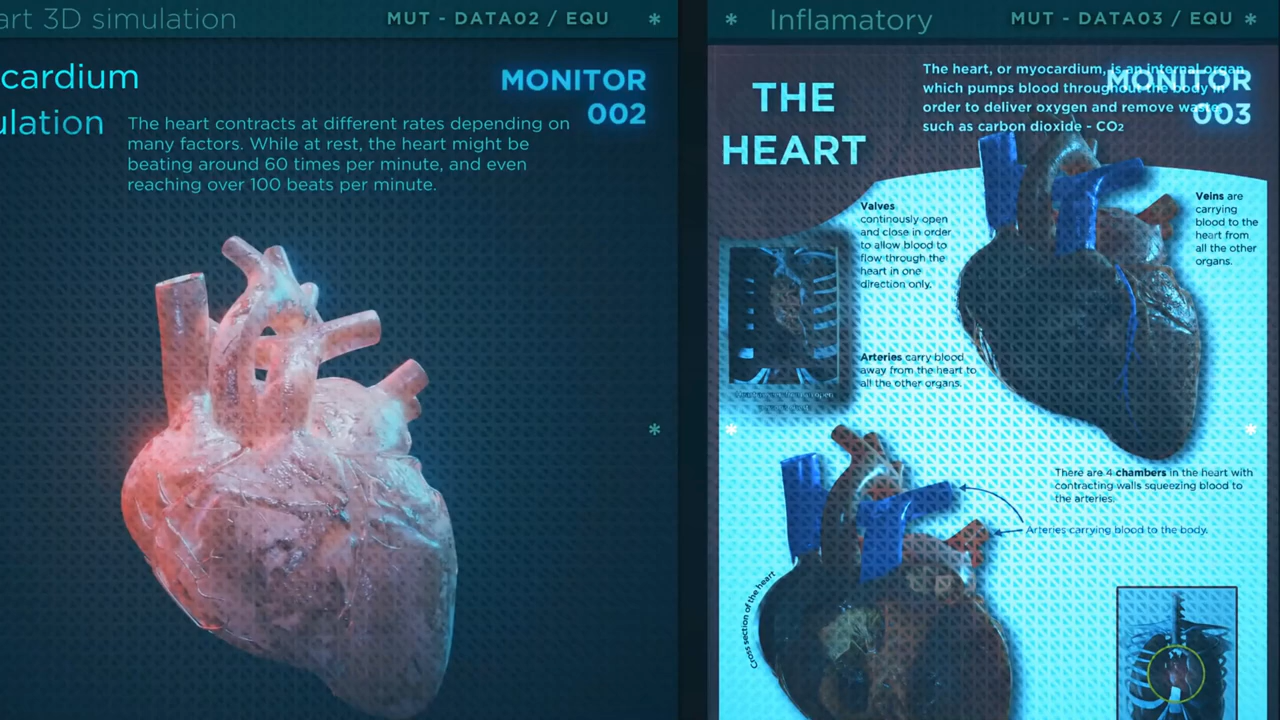 art 3D simulation
MUT - DATA02 / EQU *
cardium
ulation
MONITOR
002
The heart contracts at different rates depending on
many factors. While at rest, the heart might be
beating around 60 times per minute, and even
reaching over 100 beats per minute.
*
* Inflamatory
MUT - DATA03 / EQU *
THE
HEART
The heart, or myocardium, is an internal organ
which pumps blood throughout the body in
order to deliver oxygen and remove waste,
such as carbon dioxide - CO₂
MONITOR
003
Valves
continously open
and close in order
to allow blood to
flow through the
heart in one
direction only.
Veins are
carrying
blood to the
heart from
all the other
organs.
Arteries carry blood
away from the heart to
all the other organs.
*
*
There are 4 chambers in the heart with
contracting walls squeezing blood to
the arteries.
Arteries carrying blood to the body.
Cross section of the heart